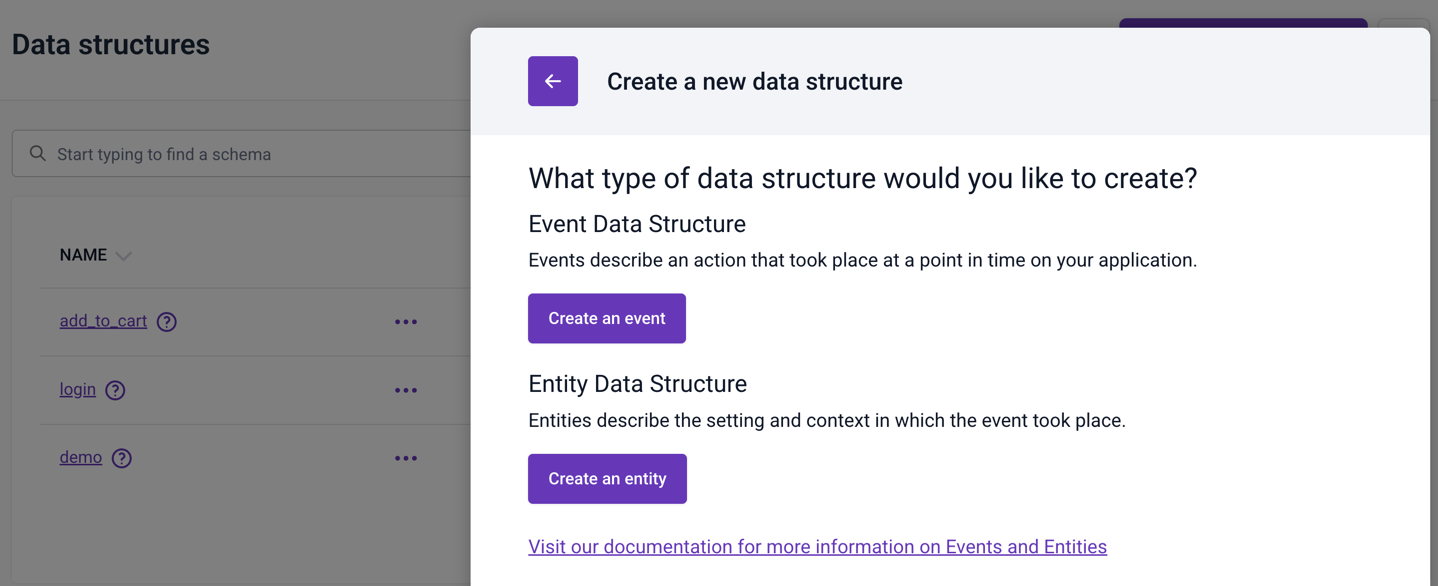 Data structures
Start typing to find a schema
NAME
add_to_cart
login
demo
Create a new data structure
What type of data structure would you like to create?
Event Data Structure
Events describe an action that took place at a point in time on your application.
Create an event
Entity Data Structure
Entities describe the setting and context in which the event took place.
Create an entity
Visit our documentation for more information on Events and Entities